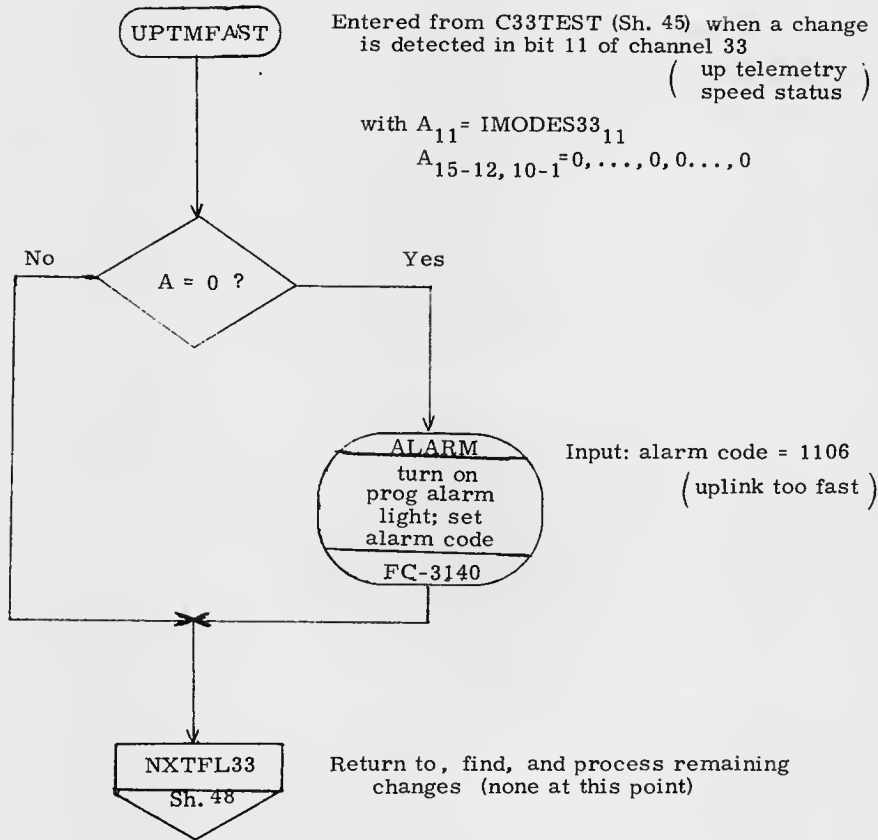 UPTMFAST
Entered from C33TEST (Sh. 45) when a change
is detected in bit 11 of channel 33
( up telemetry
speed status )
with A11= IMODES3311
A15-12, 10-1=0,...,0,0...,0
No
Yes
A = 0 ?
ALARM
turn on
prog alarm
light; set
alarm code
FC-3140
Input: alarm code = 1106
(uplink too fast)
NXTFL33
Sh. 48
Return to, find, and process remaining
changes (none at this point)